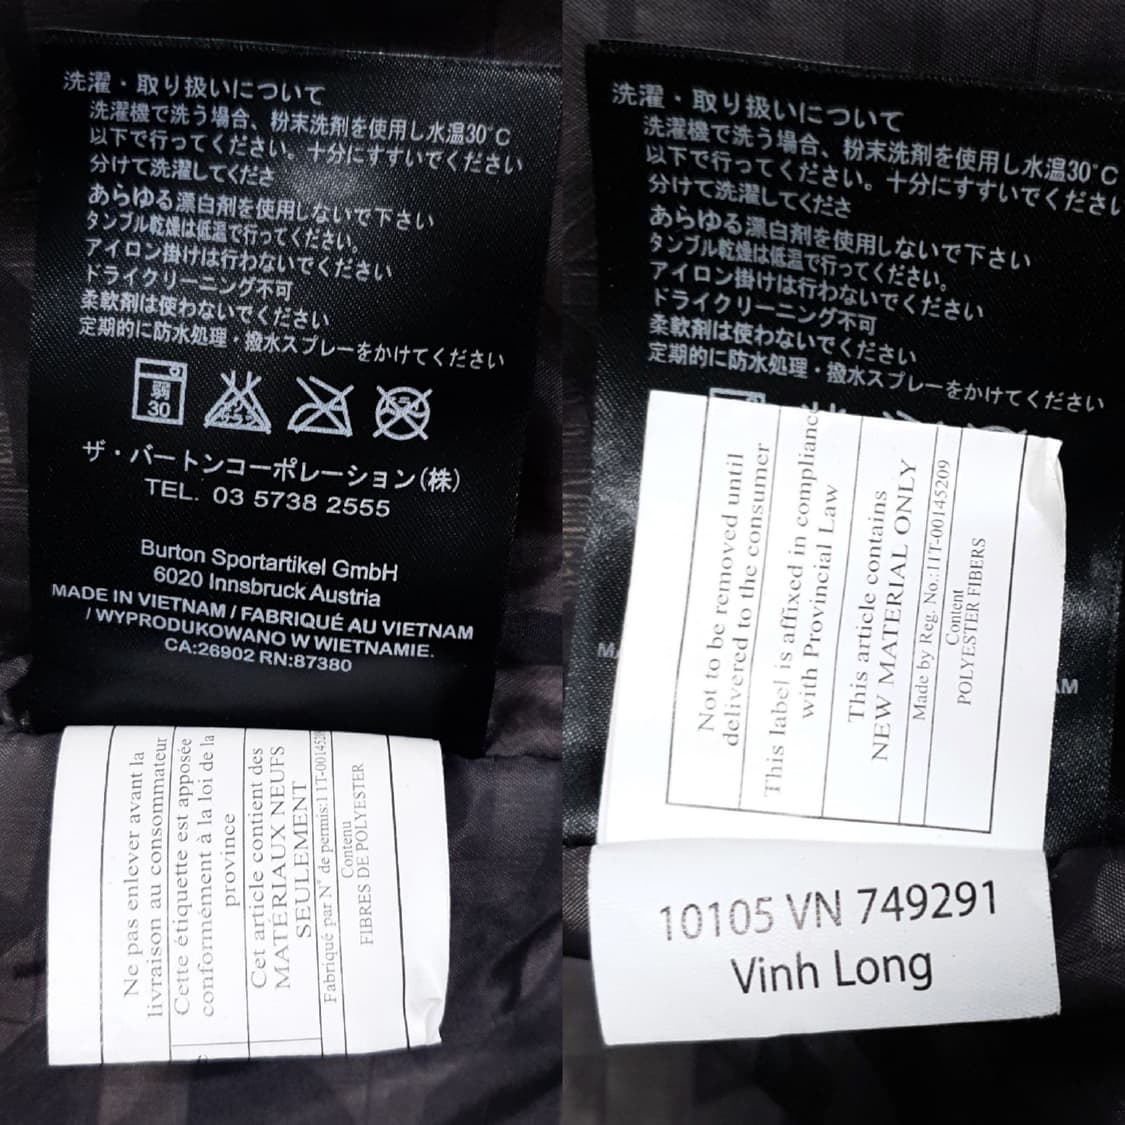 洗濯・取り扱いについて
洗濯機で洗う場合、粉末洗剤を使用し水温30°C
以下で行ってください。十分にすすいでください
分けて洗濯してくださ
あらゆる漂白剤を使用しないで下さい
タンブル乾燥は低温で行ってください。
アイロン掛けは行わないでください
ドライクリーニング不可
柔軟剤は使わないでください
定期的に防水処理・撥水スプレーをかけてください
弱
30
エンソ
サラシ
ドライ
ザ・バートンコーポレーション(株)
TEL. 03 5738 2555
Burton Sportartikel GmbH
6020 Innsbruck Austria
MADE IN VIETNAM / FABRIQUÉ AU VIETNAM
/ WYPRODUKOWANO W WIETNAMIE.
CA:26902 RN:87380
Ne pas enlever avant la
livraison au consommateur
Cette étiquette est apposée
conformément à la loi de la
province
Cet article contient des
MATÉRIAUX NEUFS
SEULEMENT
Fabriqué par N° de permis:11T-0014520
Contenu
FIBRES DE POLYESTER
洗濯・取り扱いについて
洗濯機で洗う場合、粉末洗剤を使用し水温30°C
以下で行ってください。十分にすすいでくださ
分けて洗濯してくださ
あらゆる漂白剤を使用しないで下さい
タンブル乾燥は低温で行ってください。
アイロン掛けは行わないでください
ドライクリーニング不可
柔軟剤は使わないでください
定期的に防水処理・撥水スプレーをかけてください
Not to be removed until
delivered to the consumer
This label is affixed in compliance
with Provincial Law
This article contains
NEW MATERIAL ONLY
Made by Reg. No.:11T-00145209
Content
POLYESTER FIBERS
10105 VN 749291
Vinh Long